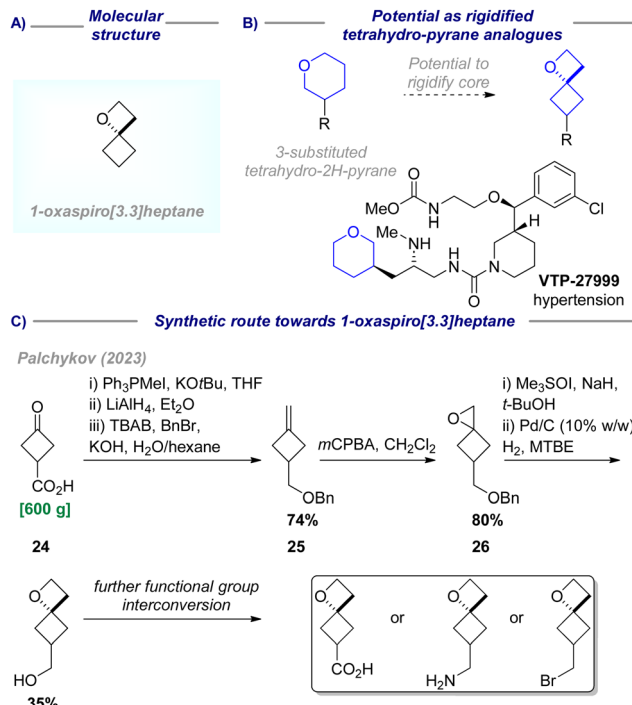 A)
Molecular
structure
O
1-oxaspiro[3.3]heptane
B)
Potential as rigidified
tetrahydro-pyrane analogues
O
R
Potential to
rigidify core
O
R
3-substituted
tetrahydro-2H-pyrane
O
MeO
N
H
O
Cl
H
MeN
NH
O
H
N
N
O
VTP-27999
hypertension
C)
Synthetic route towards 1-oxaspiro[3.3]heptane
Palchykov (2023)
O
CO2H
[600 g]
24
i) Ph3PMeI, KOtBu, THF
ii) LiAlH4, Et2O
iii) TBAB, BnBr,
KOH, H2O/hexane
OBn
74%
25
mCPBA, CH2Cl2
O
OBn
80%
26
i) Me3SOI, NaH,
t-BuOH
ii) Pd/C (10% w/w)
H2, MTBE
O
HO
35%
further functional group
interconversion
O
CO2H
or
O
H2N
or
O
Br